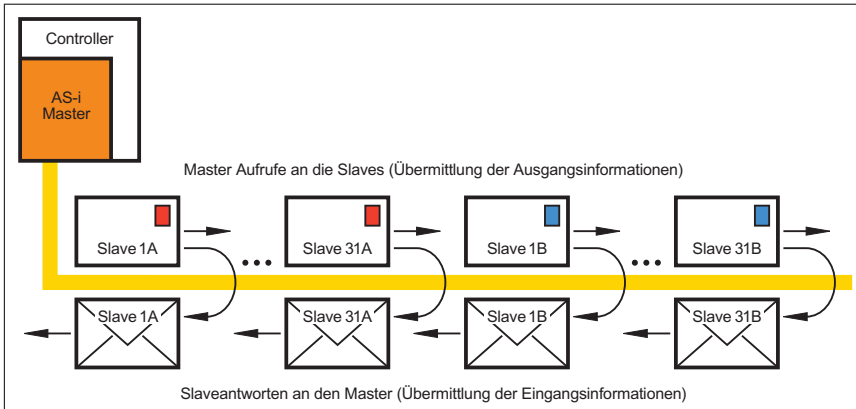 Controller
AS-i
Master
Master Aufrufe an die Slaves (Übermittlung der Ausgangsinformationen)
Slave 1A
Slave 31A
Slave 1B
Slave 31B
Slave 1A
Slave 31A
Slave 1B
Slave 31B
Slaveantworten an den Master (Übermittlung der Eingangsinformationen)